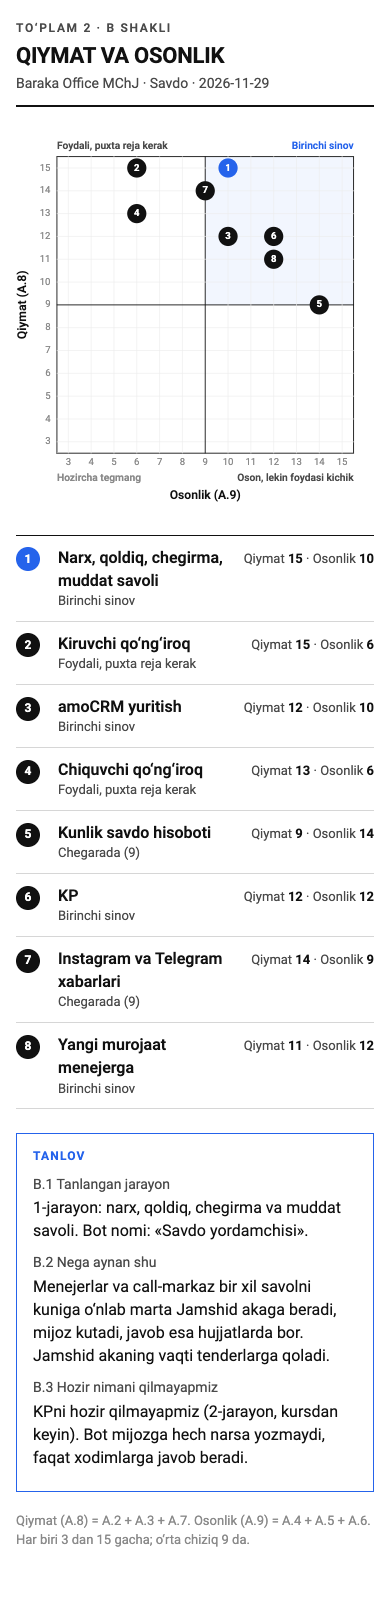 TO‘PLAM 2 · B SHAKLI
QIYMAT VA OSONLIK
Baraka Office MChJ · Savdo · 2026-11-29
Foydali, puxta reja kerak
Birinchi sinov
15
14
13
12
11
10
9
8
7
6
5
4
3
2
1
7
4
3
6
8
5
Qiymat (A.8)
3 4 5 6 7 8 9 10 11 12 13 14 15
Hozircha tegmang
Oson, lekin foydasi kichik
Osonlik (A.9)
1 Narx, qoldiq, chegirma, Qiymat 15 · Osonlik 10
muddat savoli
Birinchi sinov
2 Kiruvchi qo‘ng‘iroq Qiymat 15 · Osonlik 6
Foydali, puxta reja kerak
3 amoCRM yuritish Qiymat 12 · Osonlik 10
Birinchi sinov
4 Chiquvchi qo‘ng‘iroq Qiymat 13 · Osonlik 6
Foydali, puxta reja kerak
5 Kunlik savdo hisoboti Qiymat 9 · Osonlik 14
Chegarada (9)
6 KP Qiymat 12 · Osonlik 12
Birinchi sinov
7 Instagram va Telegram Qiymat 14 · Osonlik 9
xabarlari
Chegarada (9)
8 Yangi murojaat Qiymat 11 · Osonlik 12
menejerga
Birinchi sinov
TANLOV
B.1 Tanlangan jarayon
1-jarayon: narx, qoldiq, chegirma va muddat
savoli. Bot nomi: «Savdo yordamchisi».
B.2 Nega aynan shu
Menejerlar va call-markaz bir xil savolni
kuniga o‘nlab marta Jamshid akaga beradi,
mijoz kutadi, javob esa hujjatlarda bor.
Jamshid akaning vaqti tenderlarga qoladi.
B.3 Hozir nimani qilmayapmiz
KPni hozir qilmayapmiz (2-jarayon, kursdan
keyin). Bot mijozga hech narsa yozmaydi,
faqat xodimlarga javob beradi.
Qiymat (A.8) = A.2 + A.3 + A.7. Osonlik (A.9) = A.4 + A.5 + A.6.
Har biri 3 dan 15 gacha; o‘rta chiziq 9 da.